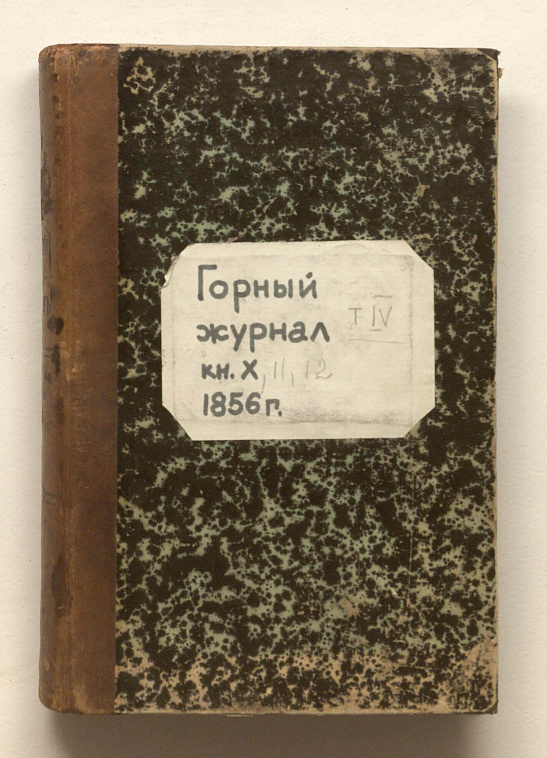 Горный
журнал
Т IV
кн. X, 11, 12
1856 г.